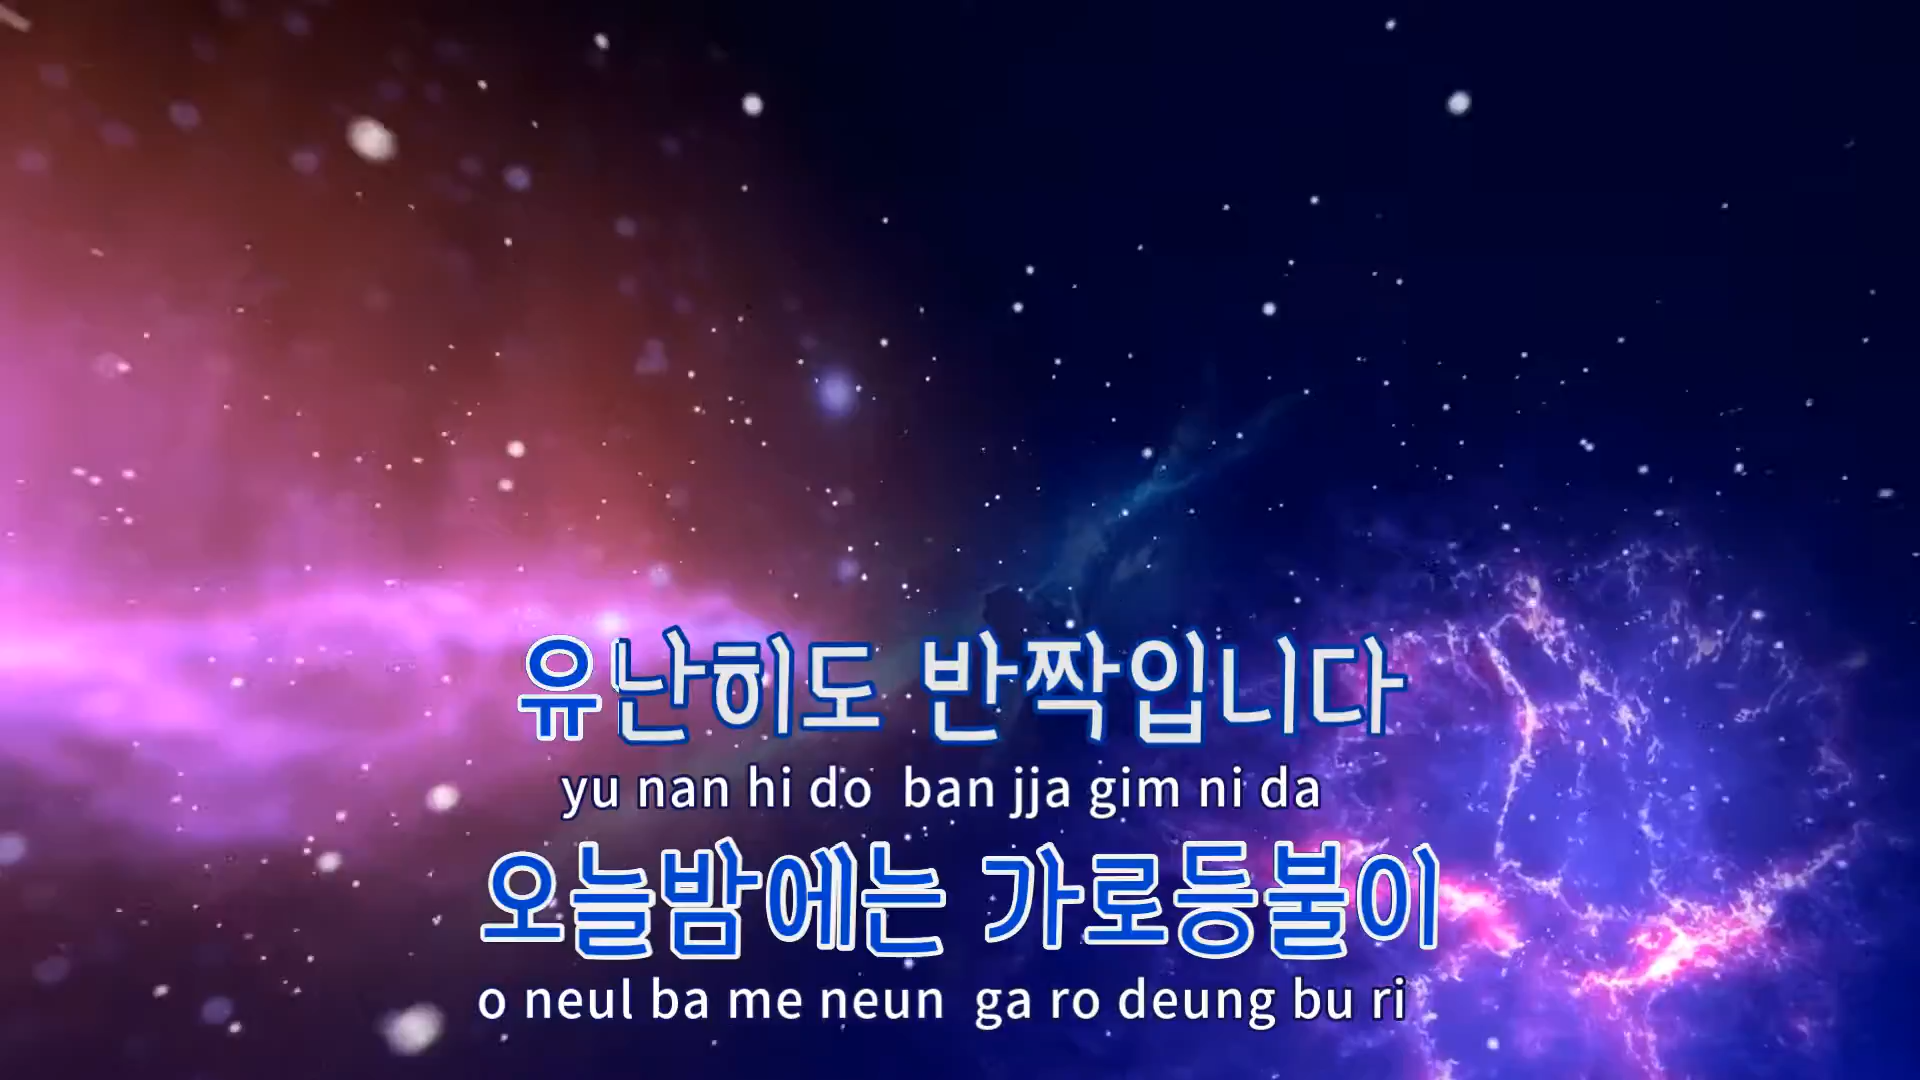 유난히도 반짝입니다
yu nan hi do ban jja gim ni da
오늘밤에는 가로등불이
o neul ba me neun ga ro deung bu ri